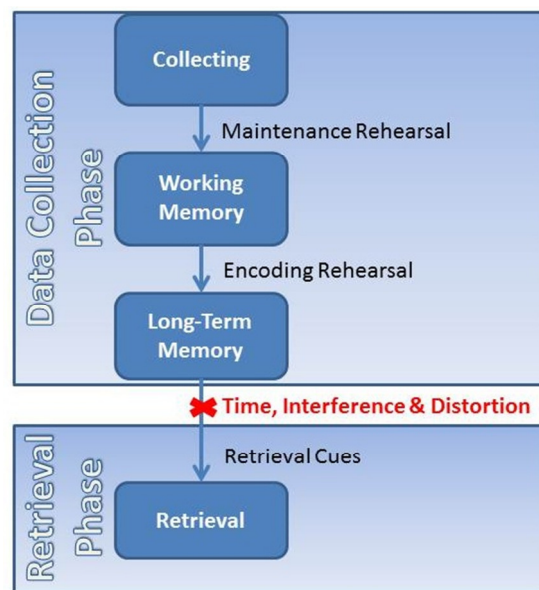 Data Collection
Phase
Collecting
Maintenance Rehearsal
Working
Memory
Encoding Rehearsal
Long-Term
Memory
Time, Interference & Distortion
Retrieval
Phase
Retrieval Cues
Retrieval